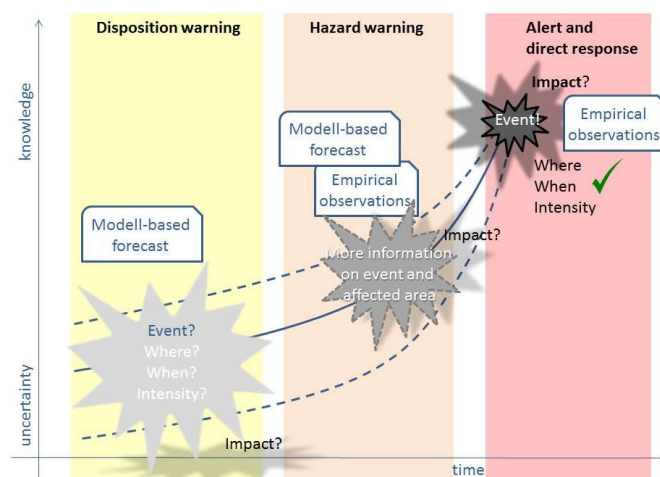 Disposition warning
Hazard warning
Alert and
direct response
knowledge
uncertainty
Modell-based
forecast
Event?
Where?
When?
Intensity?
Impact?
Modell-based
forecast
Empirical
observations
More information
on event and
affected area
Impact?
Impact?
Event!
Empirical
observations
Where
When
Intensity
time